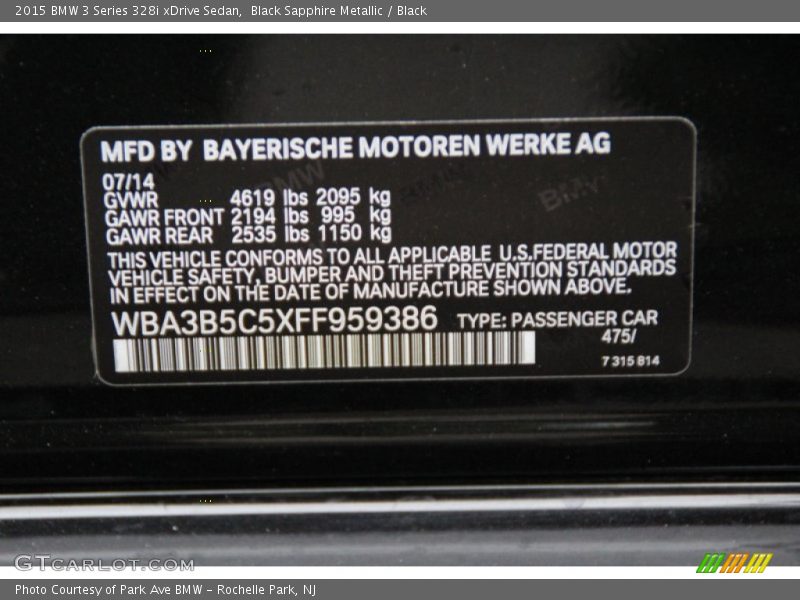 2015 BMW 3 Series 328i xDrive Sedan, Black Sapphire Metallic / Black
MFD BY BAYERISCHE MOTOREN WERKE AG
07/14
GVWR 4619 lbs 2095 kg
GAWR FRONT 2194 lbs 995 kg
GAWR REAR 2535 lbs 1150 kg
THIS VEHICLE CONFORMS TO ALL APPLICABLE U.S.FEDERAL MOTOR
VEHICLE SAFETY, BUMPER AND THEFT PREVENTION STANDARDS
IN EFFECT ON THE DATE OF MANUFACTURE SHOWN ABOVE.
WBA3B5C5XFF959386 TYPE: PASSENGER CAR
475/
7 315 814
GTCARLOT.COM
Photo Courtesy of Park Ave BMW - Rochelle Park, NJ